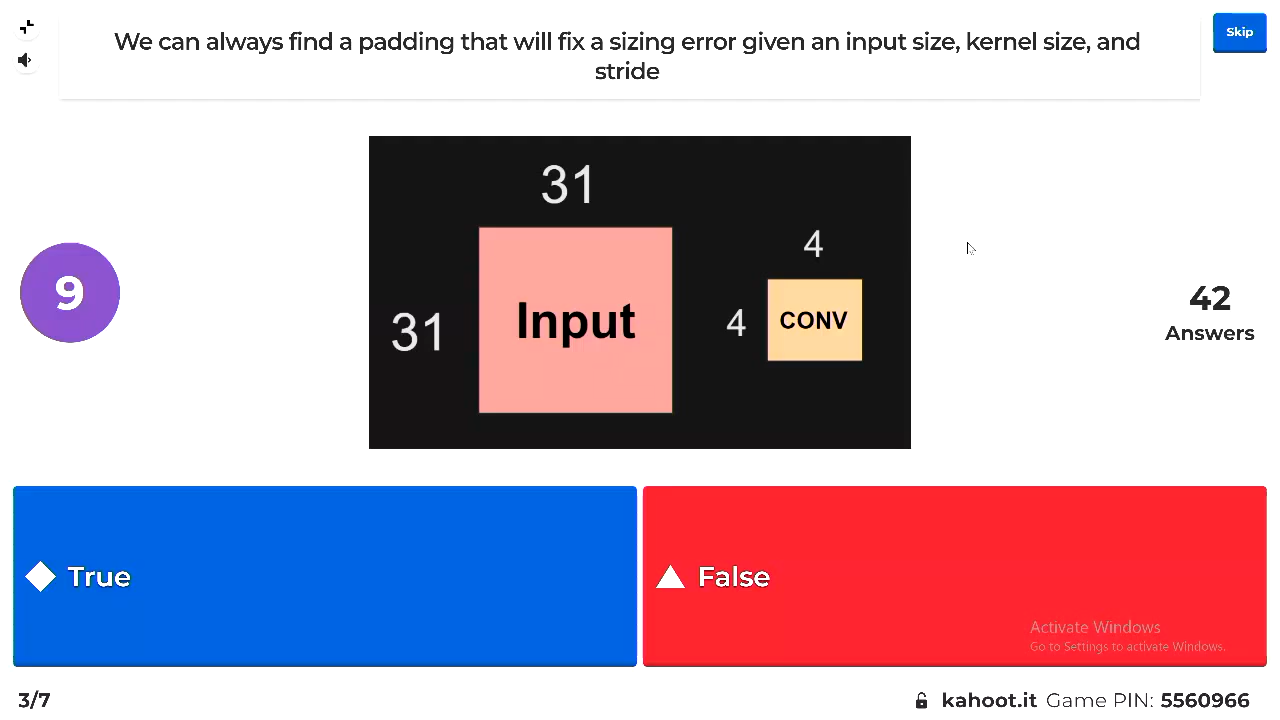 We can always find a padding that will fix a sizing error given an input size, kernel size, and
stride
Skip
31
4
9
31
Input
4
CONV
42
Answers
True
False
Activate Windows
Go to Settings to activate Windows.
3/7
kahoot.it Game PIN: 5560966